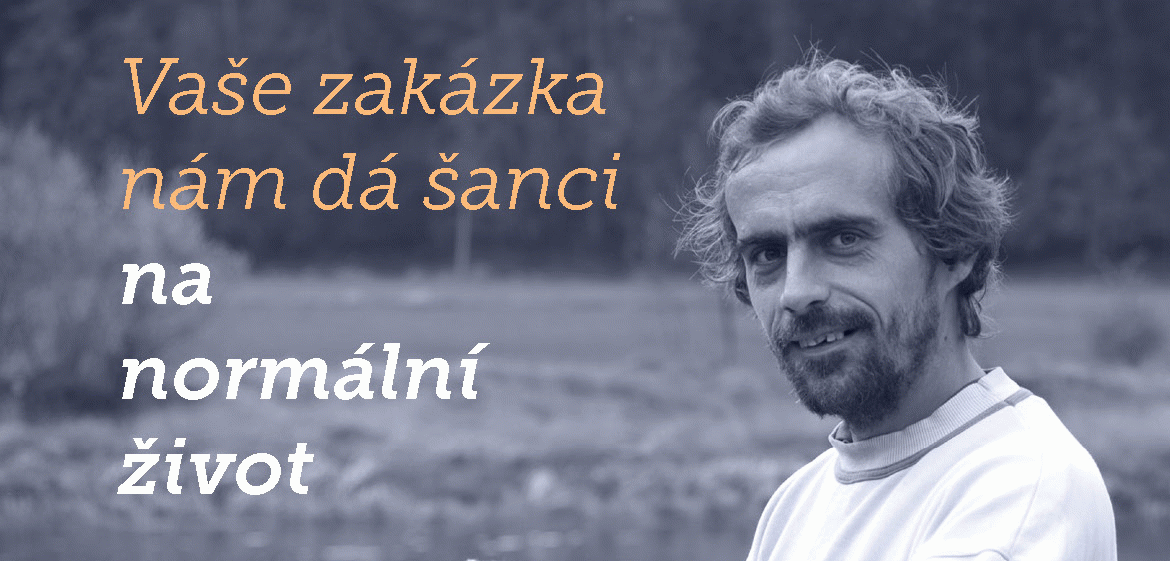 Vaše zakázka
nám dá šanci
na
normální
život